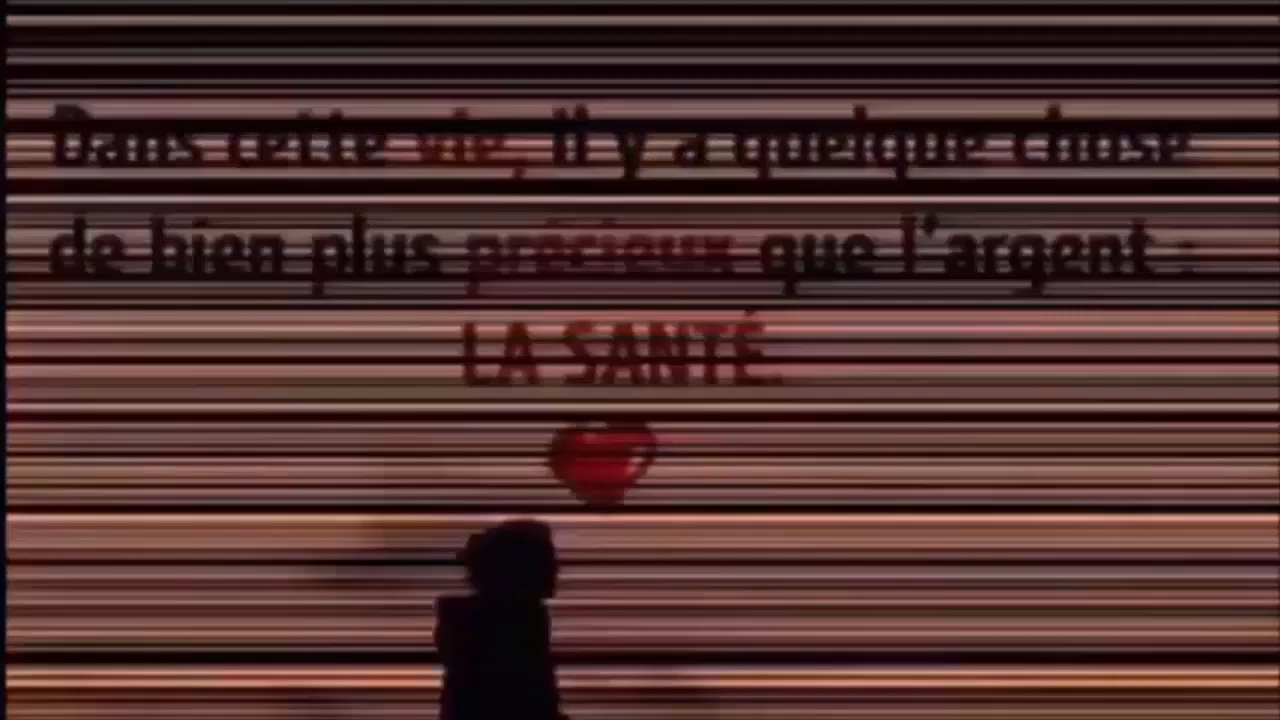 Dans cette vie, il y a quelque chose
de bien plus précieux que l'argent :
LA SANTÉ.